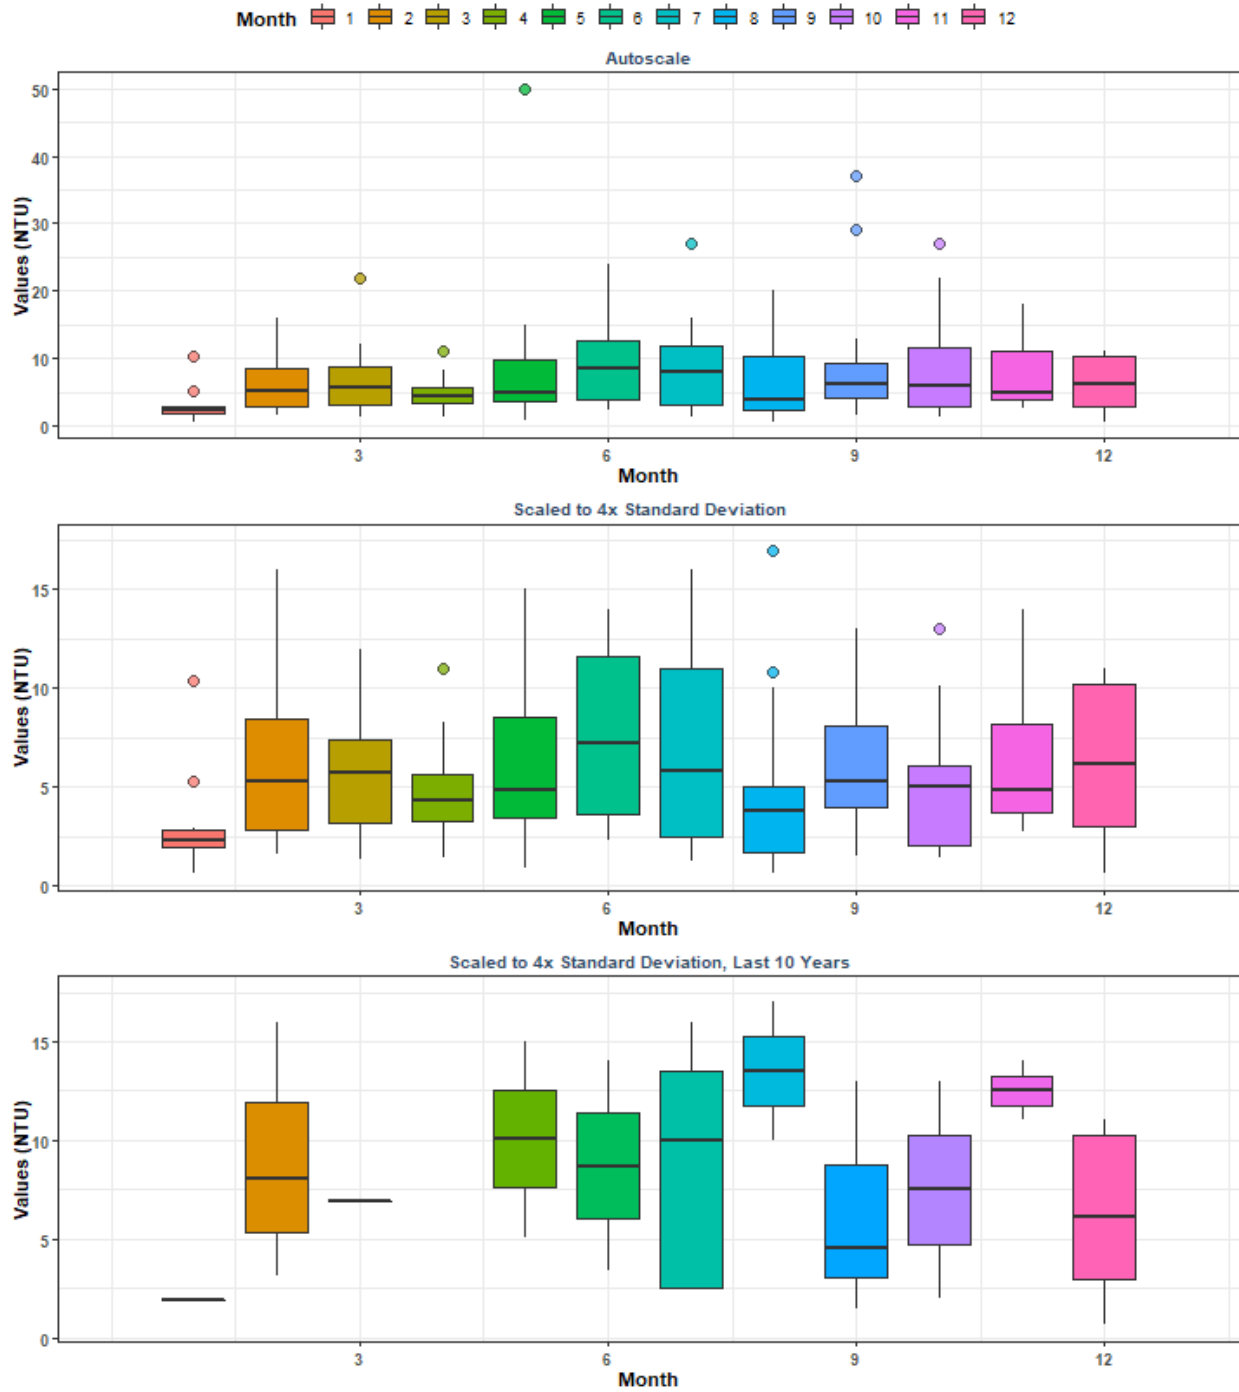 Month 1 2 3 4 5 6 7 8 9 10 11 12
Autoscale
Values (NTU)
50
40
30
20
10
0
3 6 9 12
Month
Scaled to 4x Standard Deviation
Values (NTU)
15
10
5
0
3 6 9 12
Month
Scaled to 4x Standard Deviation, Last 10 Years
Values (NTU)
15
10
5
0
3 6 9 12
Month